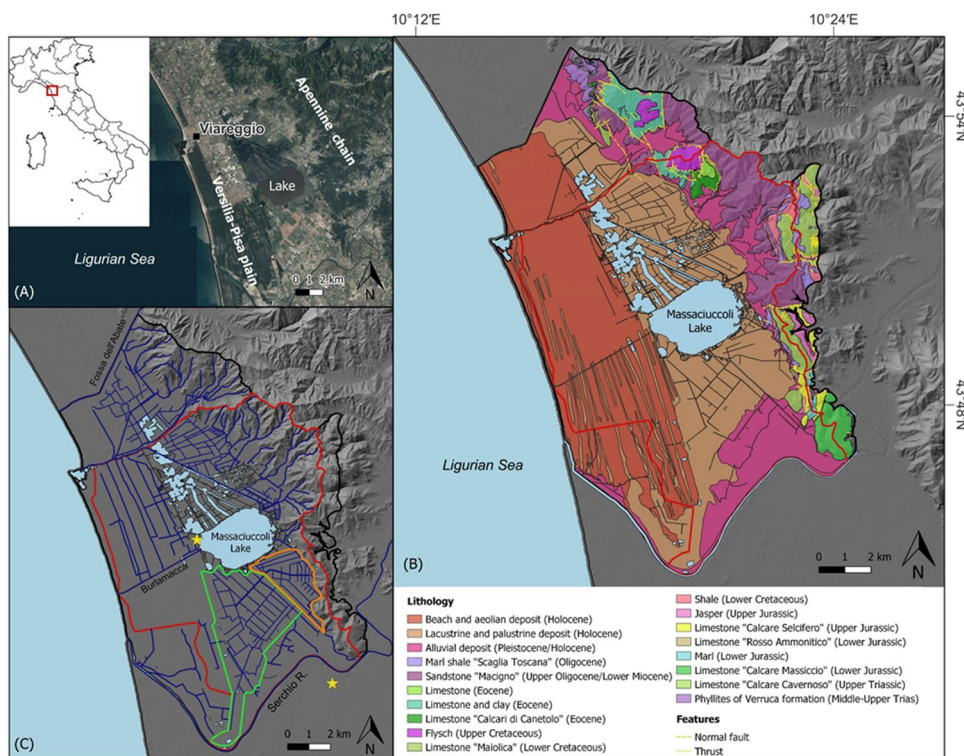 10°12'E
10°24'E
Viareggio
Apennine chain
Lake
Versilia-Pisa plain
Ligurian Sea
0 1 2 km
N
(A)
43°54'N
43°48'N
Massaciuccoli
Lake
Ligurian Sea
0 1 2 km
N
(B)
Fossa dell'Abate
Massaciuccoli
Lake
Burlamacca
Serchio R.
0 1 2 km
N
(C)
Lithology
Beach and aeolian deposit (Holocene)
Lacustrine and palustrine deposit (Holocene)
Alluvial deposit (Pleistocene/Holocene)
Marl shale "Scaglia Toscana" (Oligocene)
Sandstone "Macigno" (Upper Oligocene/Lower Miocene)
Limestone (Eocene)
Limestone and clay (Eocene)
Limestone "Calcari di Canetolo" (Eocene)
Flysch (Upper Cretaceous)
Limestone "Maiolica" (Lower Cretaceous)
Shale (Lower Cretaceous)
Jasper (Upper Jurassic)
Limestone "Calcare Selcifero" (Upper Jurassic)
Limestone "Rosso Ammonitico" (Lower Jurassic)
Marl (Lower Jurassic)
Limestone "Calcare Massiccio" (Lower Jurassic)
Limestone "Calcare Cavernoso" (Upper Triassic)
Phyllites of Verruca formation (Middle-Upper Trias)
Features
Normal fault
Thrust